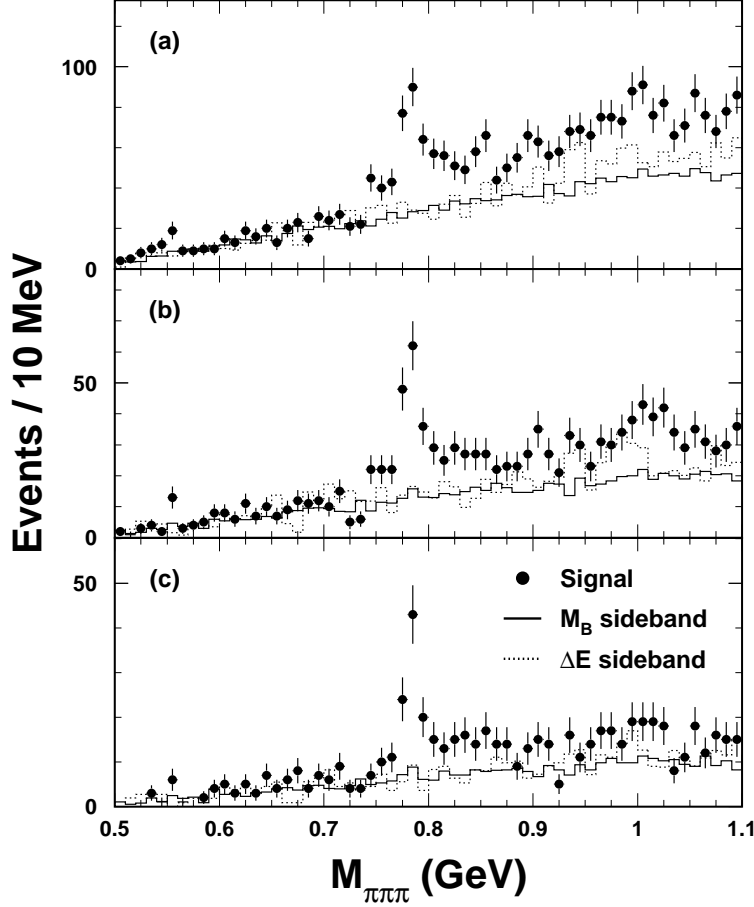 (a)
100
0
(b)
50
0
(c)
50
0
Signal
M_B sideband
ΔE sideband
0.5 0.6 0.7 0.8 0.9 1 1.1
M_πππ (GeV)
Events / 10 MeV